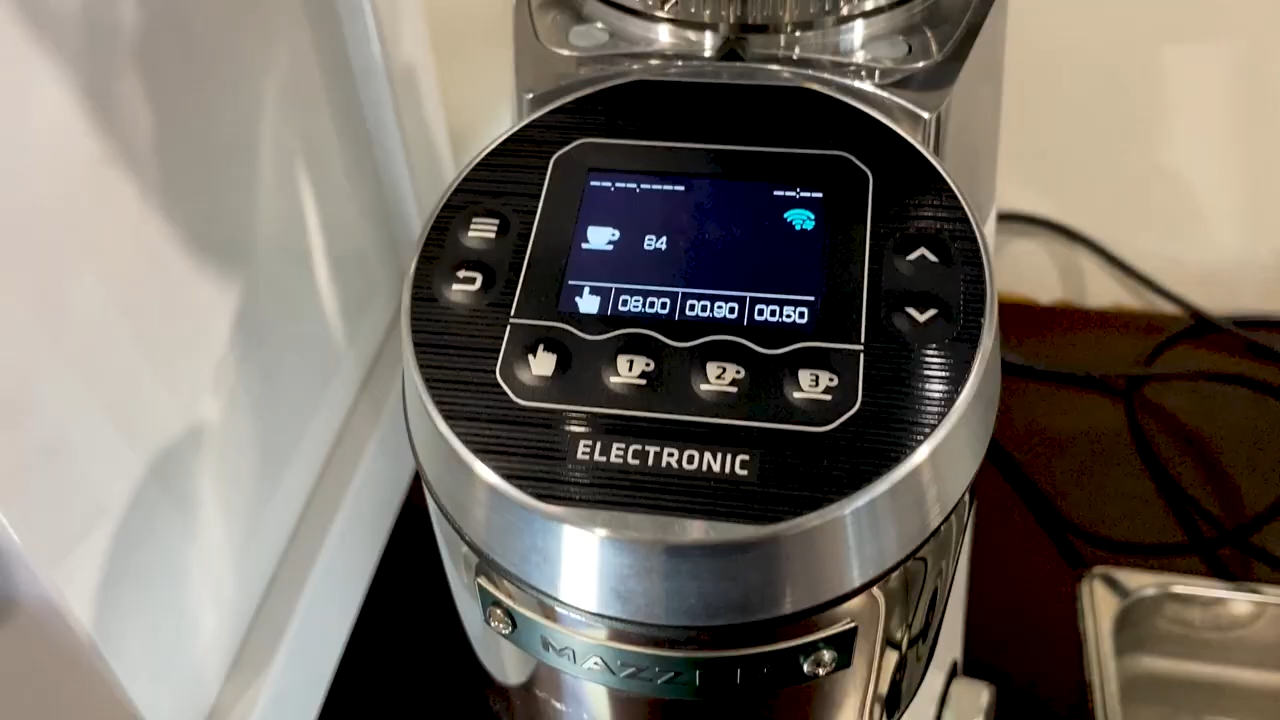 --.--.---- --:--
84
08.00 00.90 00.50
1 2 3
ELECTRONIC